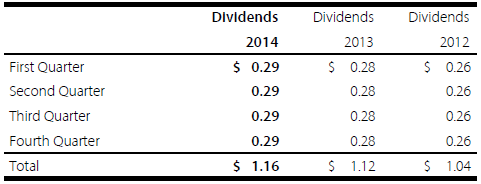 Dividends Dividends Dividends
2014 2013 2012
First Quarter $ 0.29 $ 0.28 $ 0.26
Second Quarter 0.29 0.28 0.26
Third Quarter 0.29 0.28 0.26
Fourth Quarter 0.29 0.28 0.26
Total $ 1.16 $ 1.12 $ 1.04